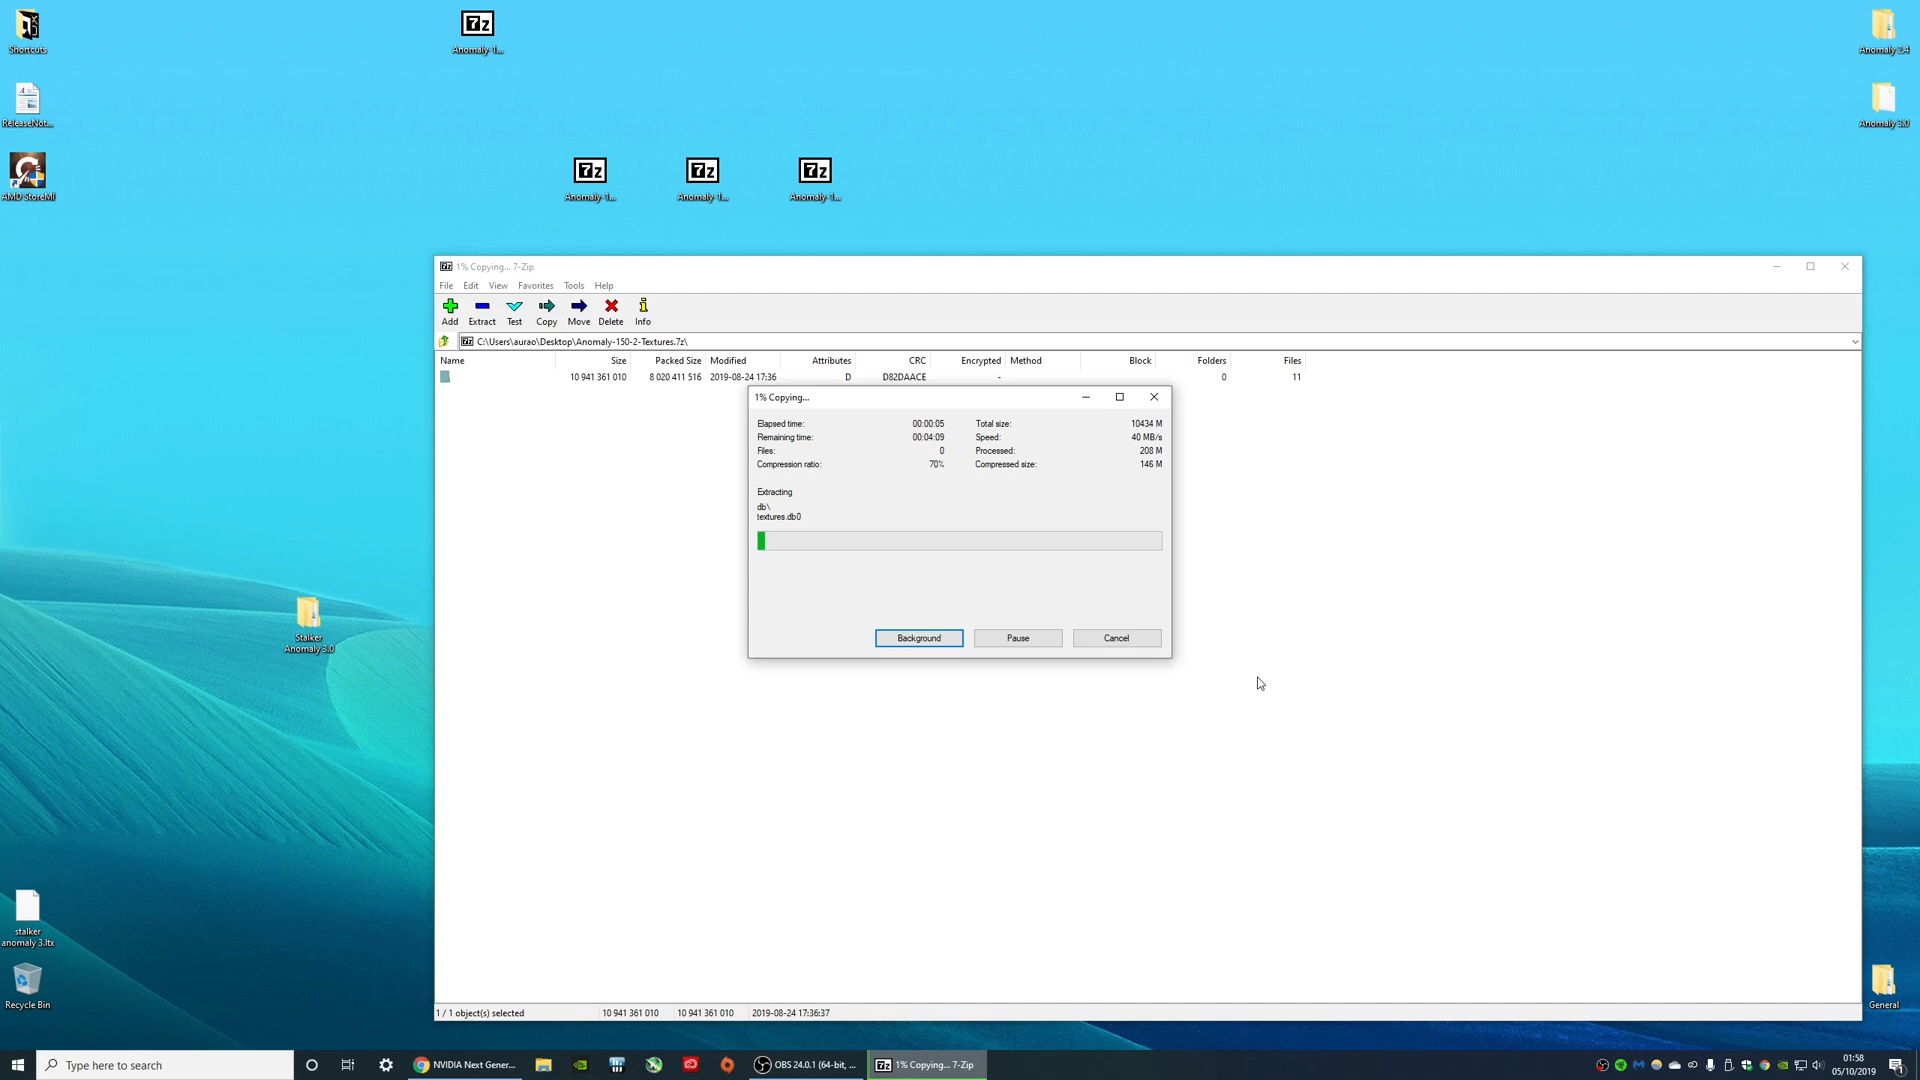 Shortcuts
ReleaseNot...
AMD StoreMI
7z
Anomaly-1...
7z
Anomaly-1...
7z
Anomaly-1...
7z
Anomaly-1...
Anomaly 2.4
Anomaly 3.0
Stalker
Anomaly 3.0
stalker
anomaly 3.ltx
Recycle Bin
General
7z 1% Copying... 7-Zip
File Edit View Favorites Tools Help
Add Extract Test Copy Move Delete Info
7z C:\Users\aurao\Desktop\Anomaly-150-2-Textures.7z\
Name Size Packed Size Modified Attributes CRC Encrypted Method Block Folders Files
10 941 361 010 8 020 411 516 2019-08-24 17:36 D D82DAACE - 0 11
1% Copying...
Elapsed time: 00:00:05 Total size: 10434 M
Remaining time: 00:04:09 Speed: 40 MB/s
Files: 0 Processed: 208 M
Compression ratio: 70% Compressed size: 146 M
Extracting
db\
textures.db0
Background Pause Cancel
1 / 1 object(s) selected 10 941 361 010 10 941 361 010 2019-08-24 17:36:37
Type here to search
NVIDIA Next Gener...
OBS 24.0.1 (64-bit, ...
7z 1% Copying... 7-Zip
01:58
05/10/2019
1